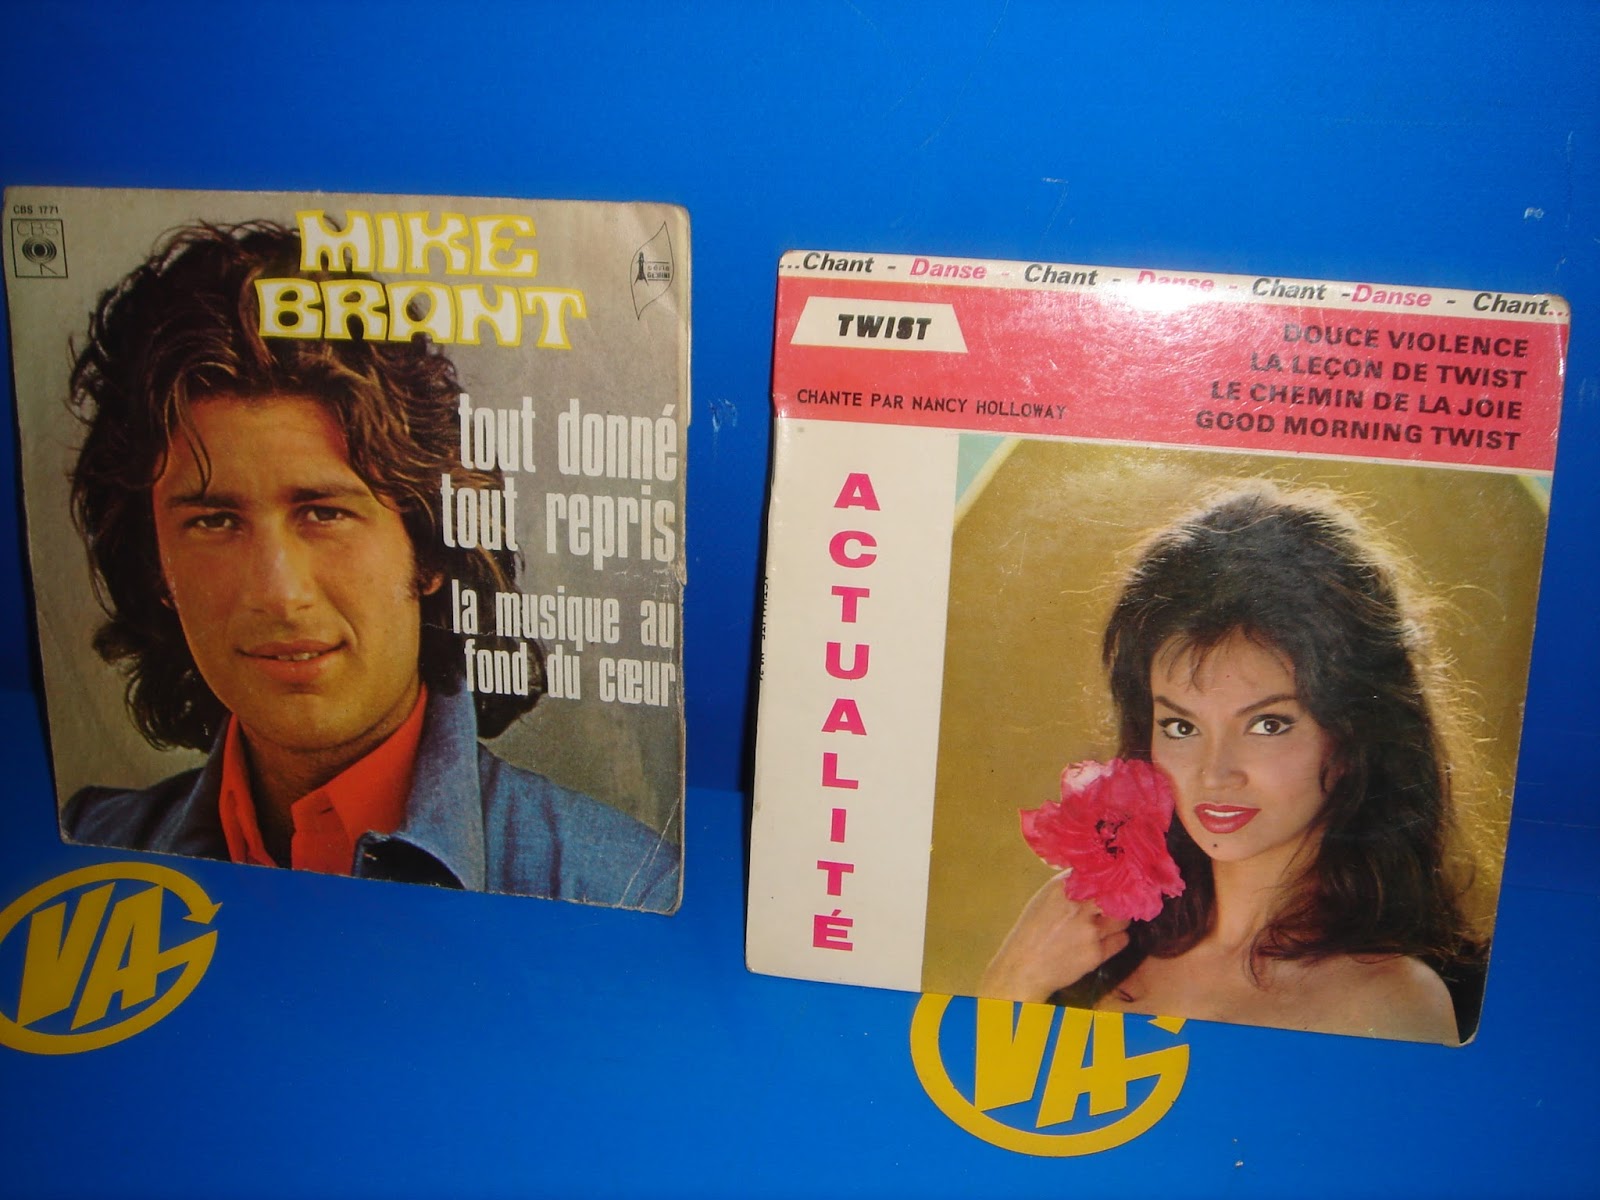 CBS 1771
CBS
MIKE
BRANT
série
GEMINI
tout donné
tout repris
la musique au
fond du cœur
...Chant - Danse - Chant - Danse - Chant - Danse - Chant...
TWIST
CHANTE PAR NANCY HOLLOWAY
DOUCE VIOLENCE
LA LEÇON DE TWIST
LE CHEMIN DE LA JOIE
GOOD MORNING TWIST
ACTUALITÉ
VA
VA